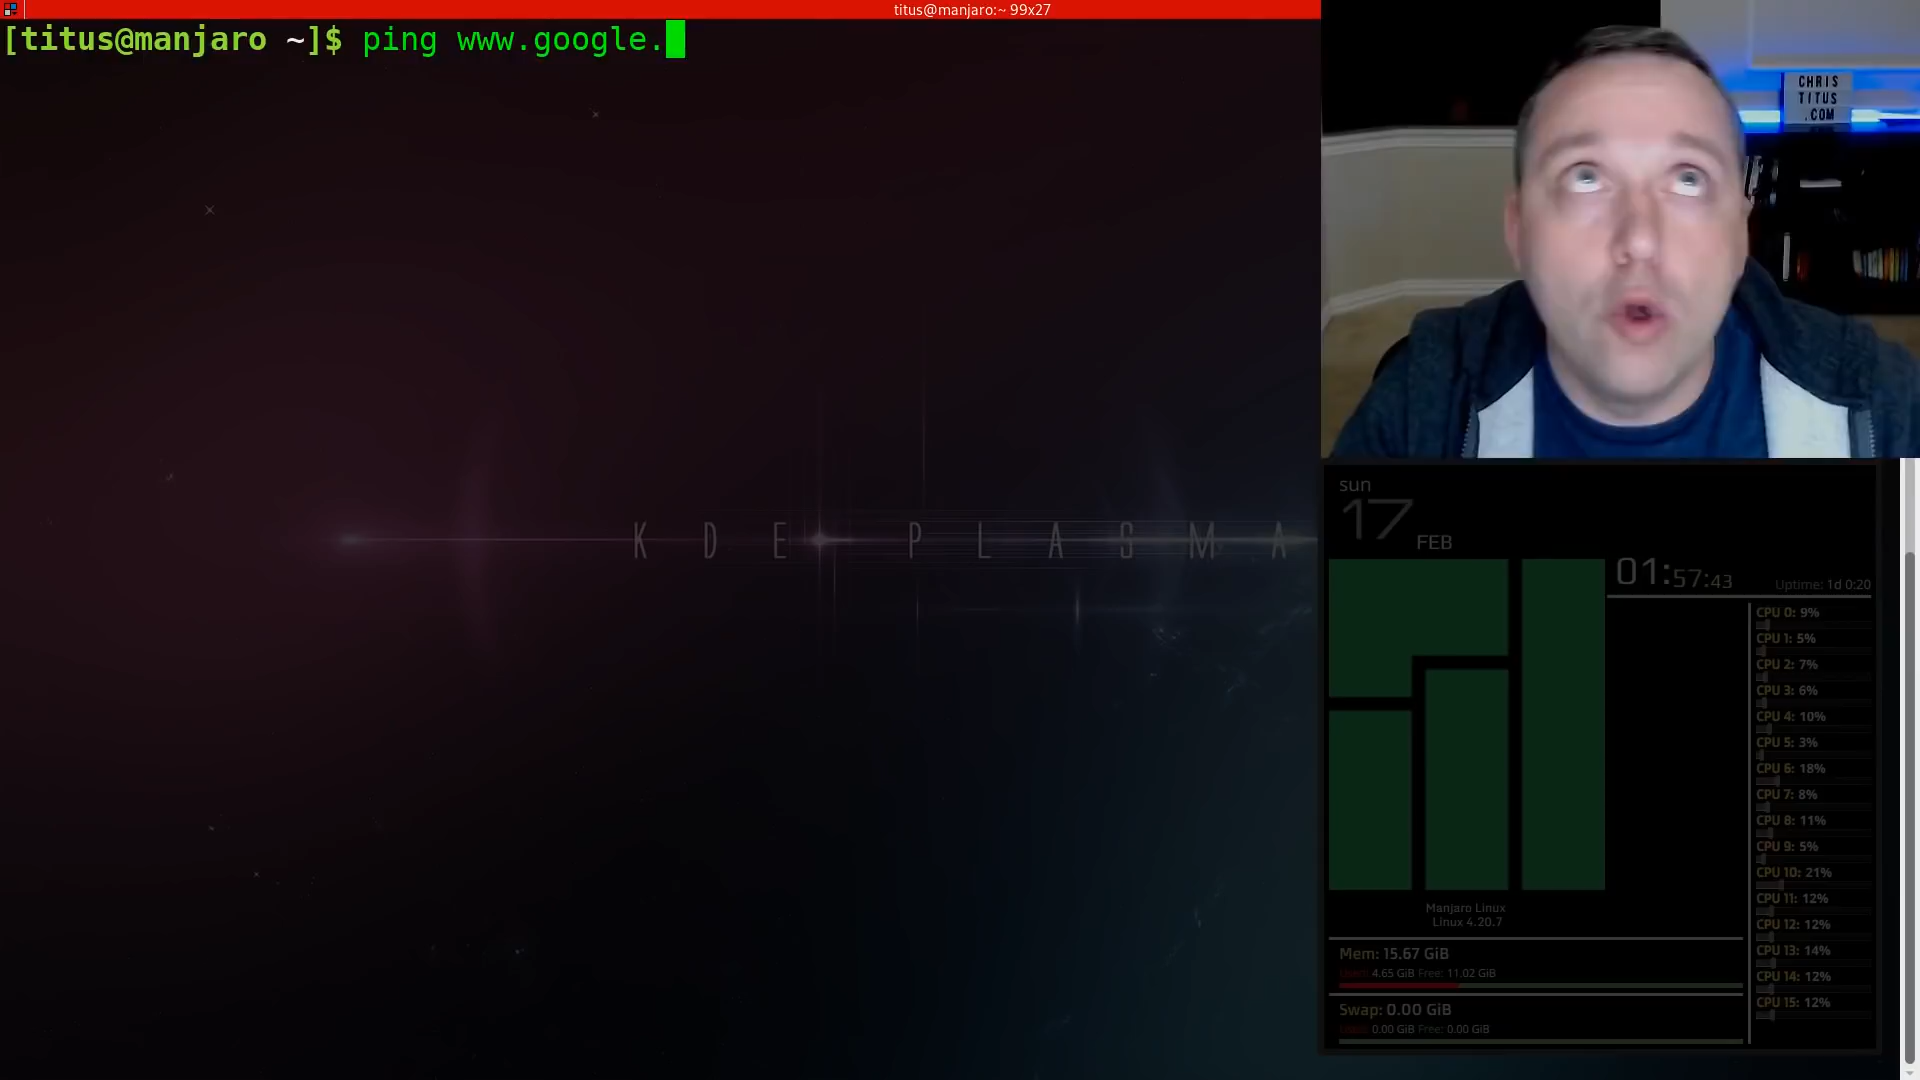 titus@manjaro:~ 99x27
[titus@manjaro ~]$ ping www.google.
CHRIS
TITUS
.COM
KDE PLASMA
sun
17
FEB
01:57:43
Uptime: 1d 0:20
CPU 0: 9%
CPU 1: 5%
CPU 2: 7%
CPU 3: 6%
CPU 4: 10%
CPU 5: 3%
CPU 6: 18%
CPU 7: 8%
CPU 8: 11%
CPU 9: 5%
CPU 10: 21%
CPU 11: 12%
CPU 12: 12%
CPU 13: 14%
CPU 14: 12%
CPU 15: 12%
Manjaro Linux
Linux 4.20.7
Mem: 15.67 GiB
4.65 GiB Free: 11.02 GiB
Swap: 0.00 GiB
0.00 GiB Free: 0.00 GiB